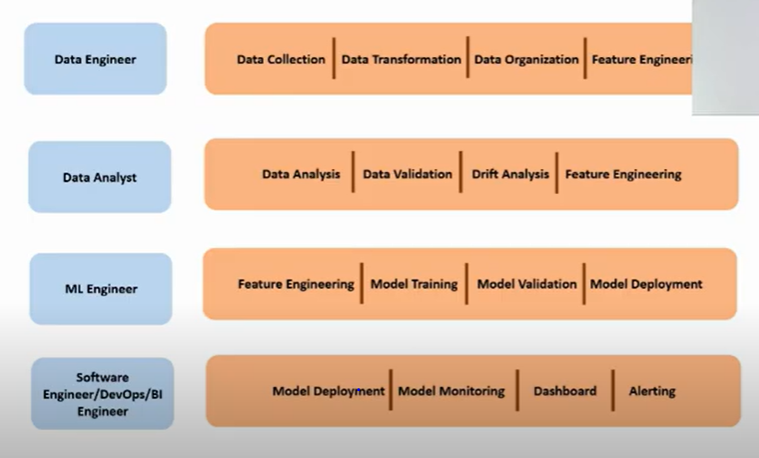 Data Engineer
Data Collection | Data Transformation | Data Organization | Feature
Data Analyst
Data Analysis | Data Validation | Drift Analysis | Feature Engineering
ML Engineer
Feature Engineering | Model Training | Model Validation | Model Deployment
Software
Engineer/DevOps/BI
Engineer
Model Deployment | Model Monitoring | Dashboard | Alerting